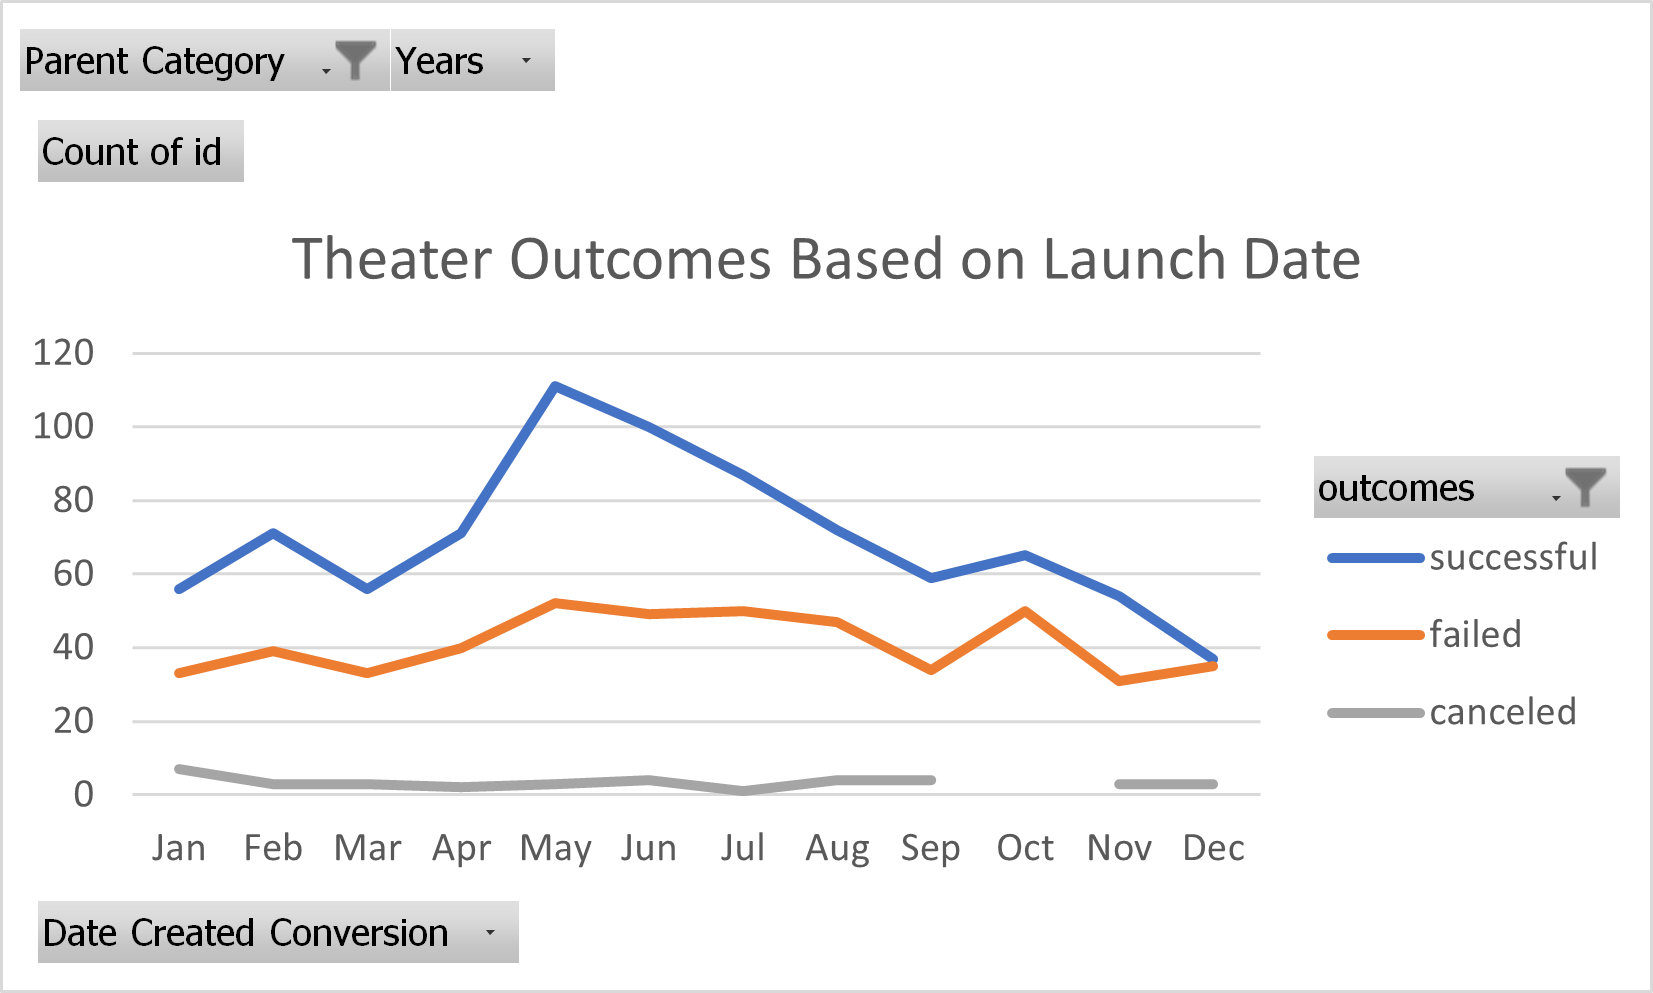 Parent Category Years
Count of id
Theater Outcomes Based on Launch Date
120
100
80
60
40
20
0
Jan Feb Mar Apr May Jun Jul Aug Sep Oct Nov Dec
outcomes
successful
failed
canceled
Date Created Conversion